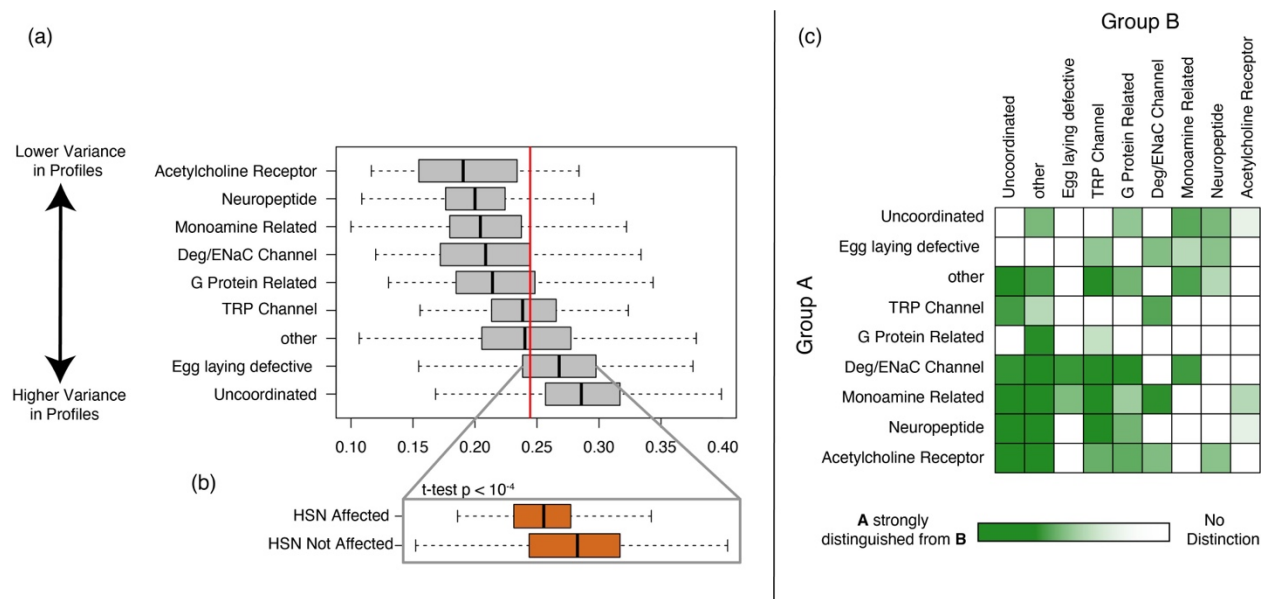 (a)
Lower Variance
in Profiles
Higher Variance
in Profiles
Acetylcholine Receptor
Neuropeptide
Monoamine Related
Deg/ENaC Channel
G Protein Related
TRP Channel
other
Egg laying defective
Uncoordinated
0.10 0.15 0.20 0.25 0.30 0.35 0.40
(b)
t-test p < 10⁻⁴
HSN Affected
HSN Not Affected
(c)
Group B
Uncoordinated
other
Egg laying defective
TRP Channel
G Protein Related
Deg/ENaC Channel
Monoamine Related
Neuropeptide
Acetylcholine Receptor
Group A
Uncoordinated
Egg laying defective
other
TRP Channel
G Protein Related
Deg/ENaC Channel
Monoamine Related
Neuropeptide
Acetylcholine Receptor
A strongly
distinguished from B
No
Distinction